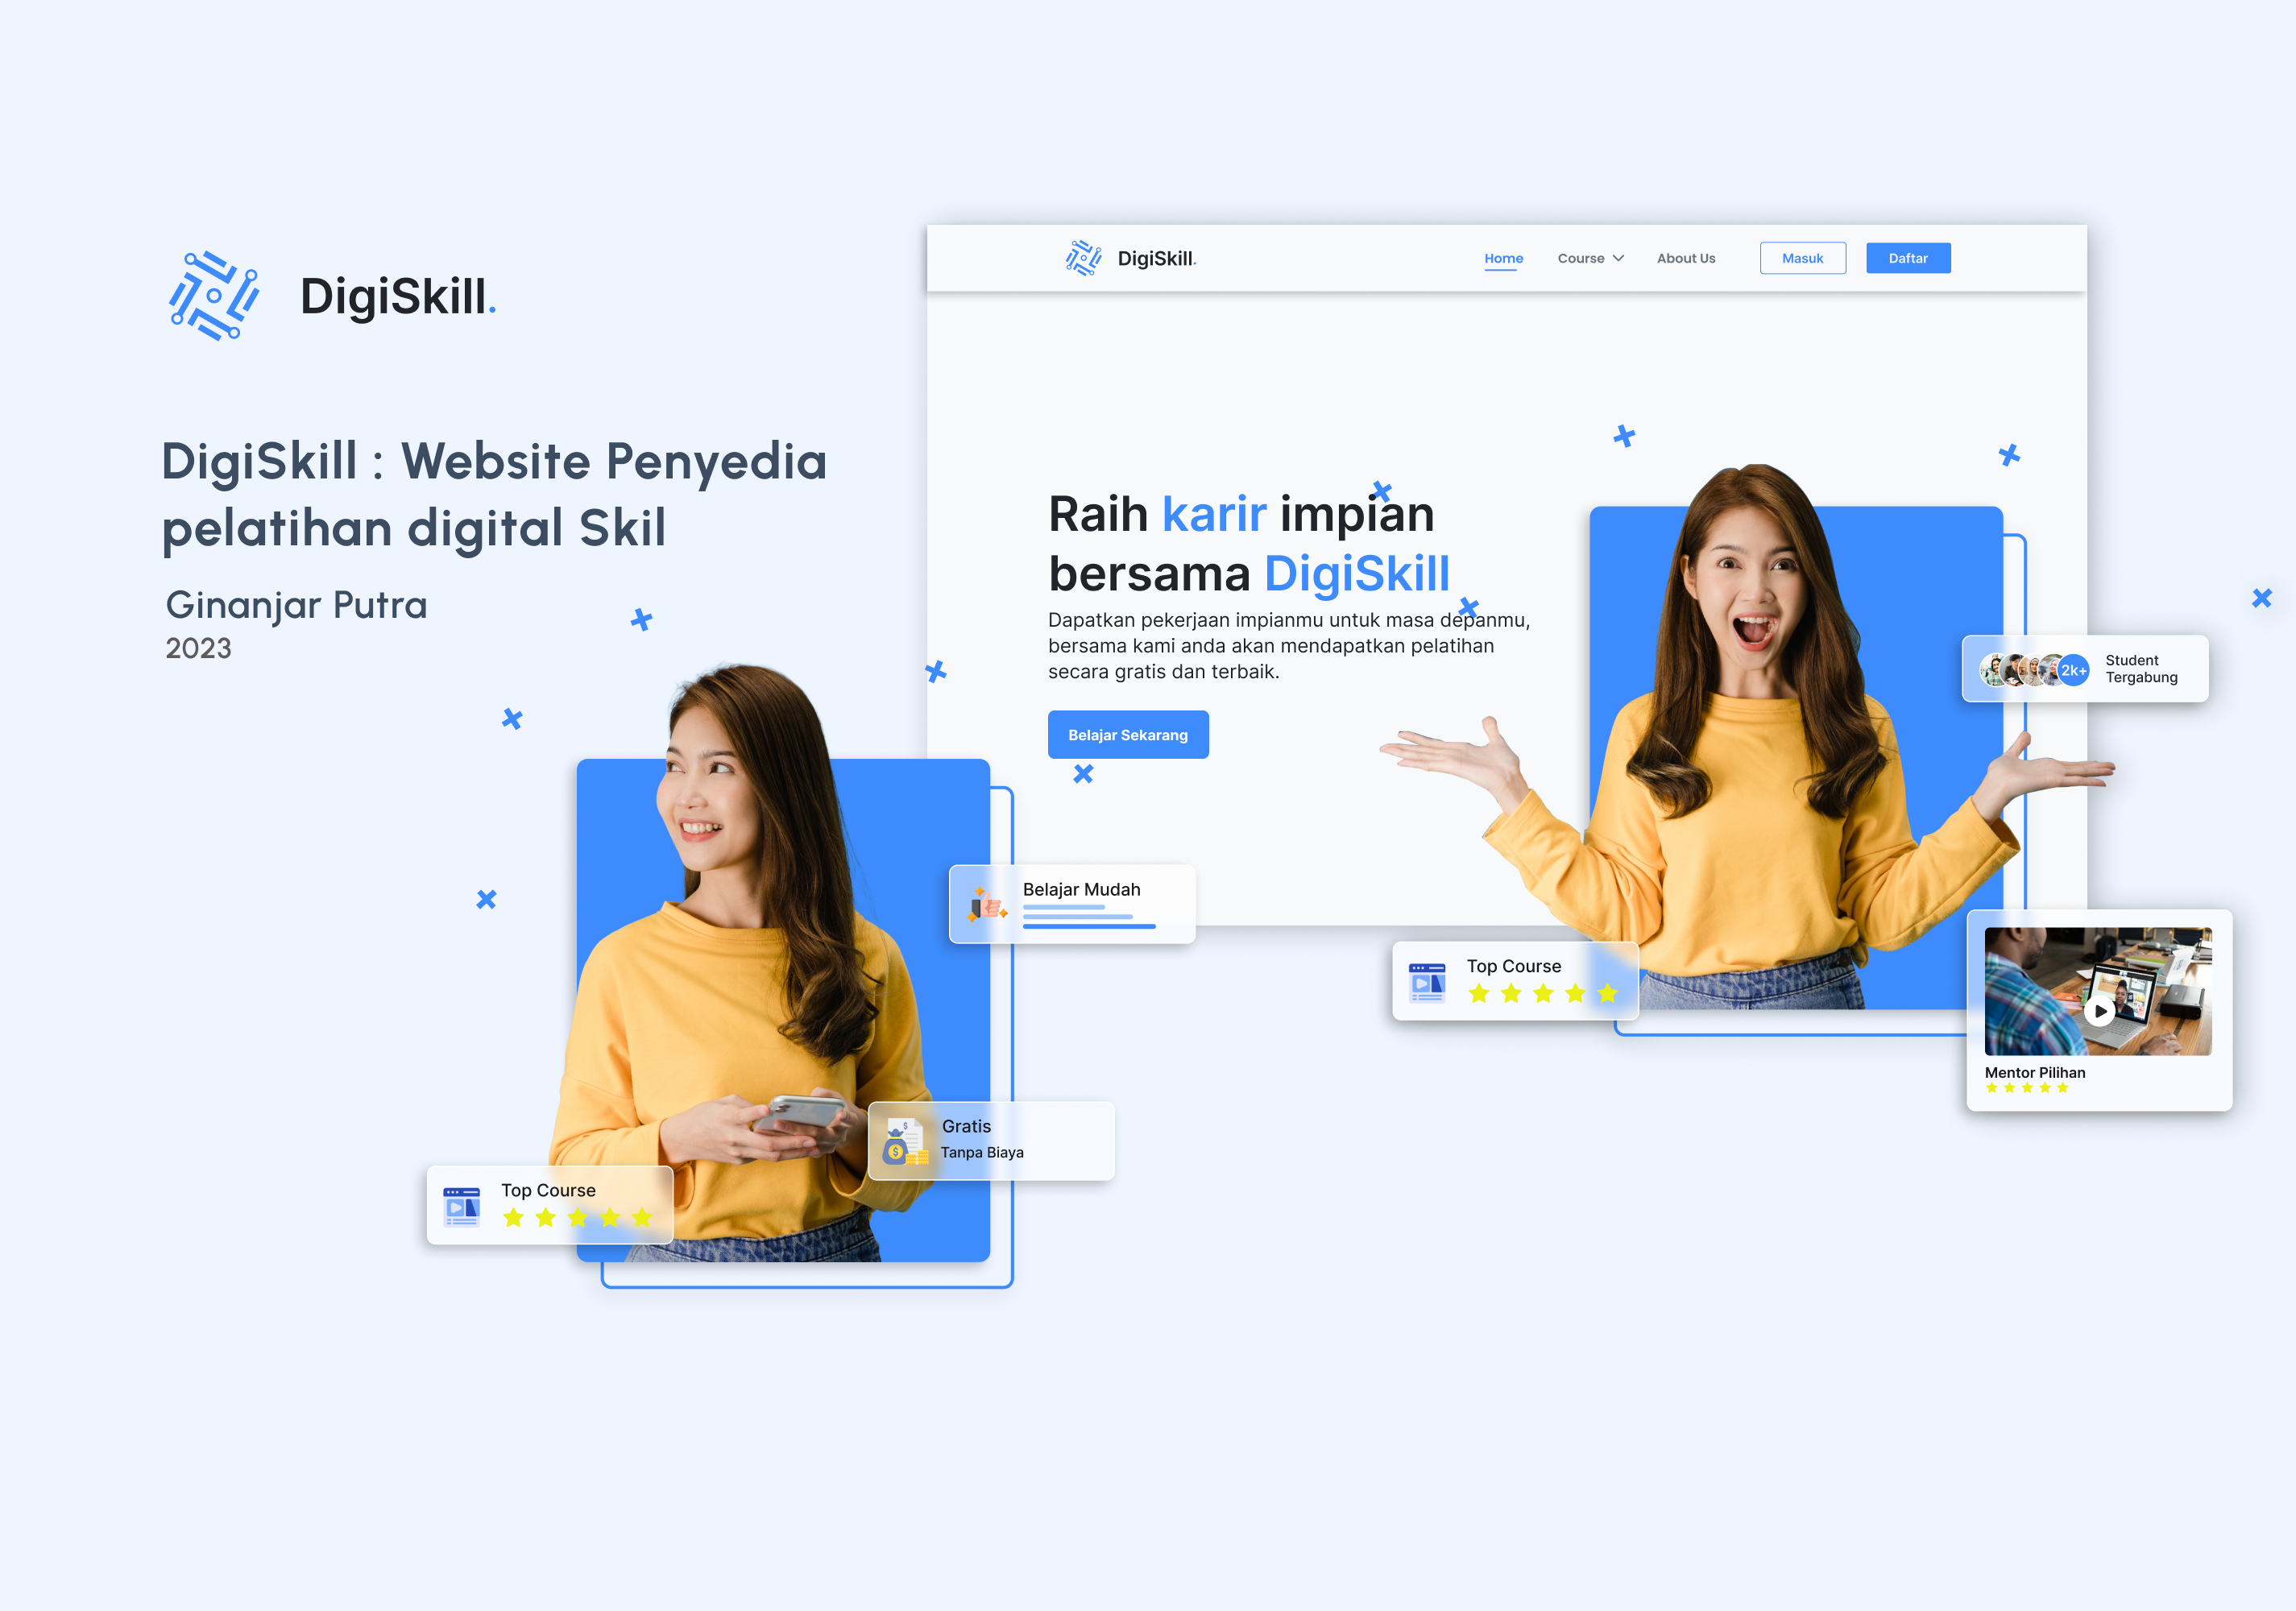 DigiSkill.
DigiSkill : Website Penyedia
pelatihan digital Skil
Ginanjar Putra
2023
DigiSkill.
Home
Course
About Us
Masuk
Daftar
Raih karir impian
bersama DigiSkill
Dapatkan pekerjaan impianmu untuk masa depanmu,
bersama kami anda akan mendapatkan pelatihan
secara gratis dan terbaik.
Belajar Sekarang
2k+
Student
Tergabung
Belajar Mudah
Top Course
Mentor Pilihan
Gratis
Tanpa Biaya
Top Course